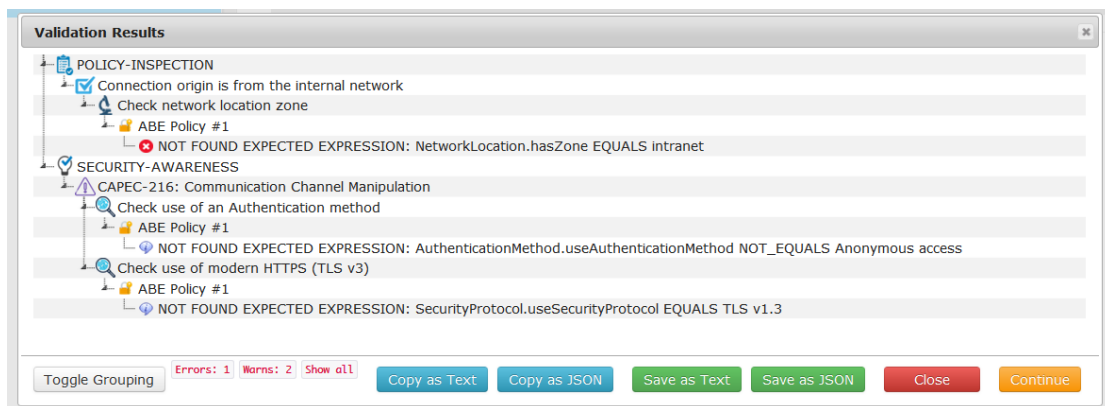 Validation Results
POLICY-INSPECTION
Connection origin is from the internal network
Check network location zone
ABE Policy #1
NOT FOUND EXPECTED EXPRESSION: NetworkLocation.hasZone EQUALS intranet
SECURITY-AWARENESS
CAPEC-216: Communication Channel Manipulation
Check use of an Authentication method
ABE Policy #1
NOT FOUND EXPECTED EXPRESSION: AuthenticationMethod.useAuthenticationMethod NOT_EQUALS Anonymous access
Check use of modern HTTPS (TLS v3)
ABE Policy #1
NOT FOUND EXPECTED EXPRESSION: SecurityProtocol.useSecurityProtocol EQUALS TLS v1.3
Toggle Grouping Errors: 1 Warns: 2 Show all Copy as Text Copy as JSON Save as Text Save as JSON Close Continue